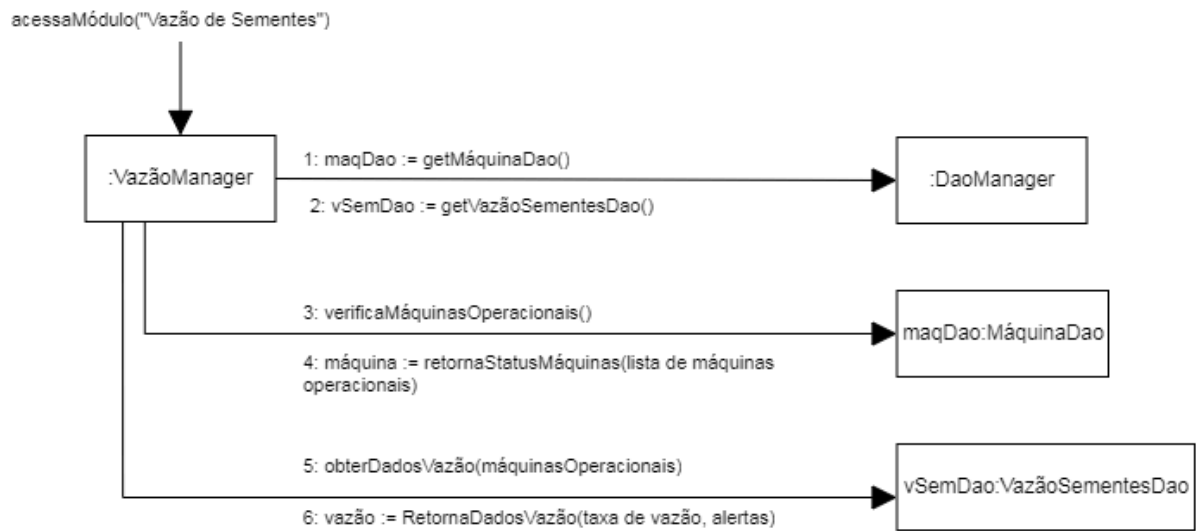 acessaMódulo("Vazão de Sementes")
:VazãoManager
1: maqDao := getMáquinaDao()
:DaoManager
2: vSemDao := getVazãoSementesDao()
3: verificaMáquinasOperacionais()
maqDao:MáquinaDao
4: máquina := retornaStatusMáquinas(lista de máquinas
operacionais)
5: obterDadosVazão(máquinasOperacionais)
vSemDao:VazãoSementesDao
6: vazão := RetornaDadosVazão(taxa de vazão, alertas)